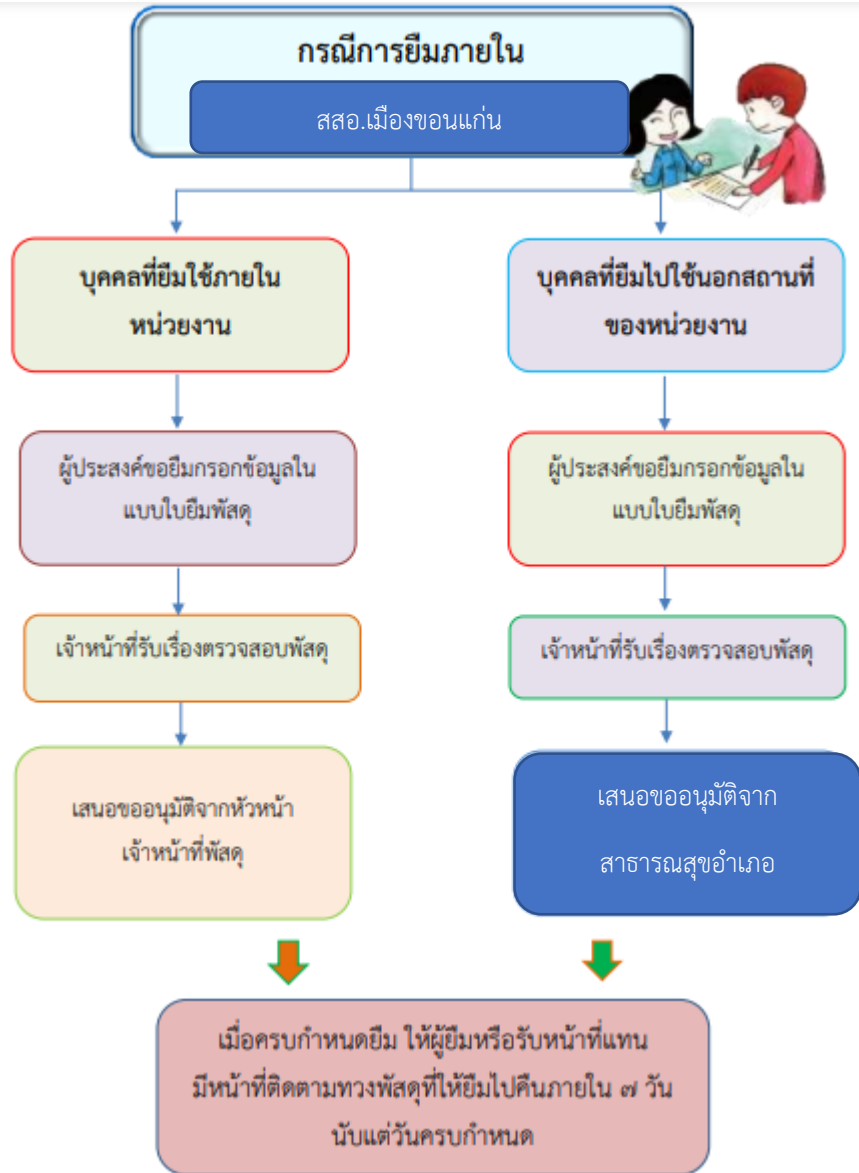 กรณีการยืมภายใน
สสอ.เมืองขอนแก่น
บุคคลที่ยืมใช้ภายใน
หน่วยงาน
บุคคลที่ยืมไปใช้นอกสถานที่
ของหน่วยงาน
ผู้ประสงค์ขอยืมกรอกข้อมูลใน
แบบใบยืมพัสดุ
ผู้ประสงค์ขอยืมกรอกข้อมูลใน
แบบใบยืมพัสดุ
เจ้าหน้าที่รับเรื่องตรวจสอบพัสดุ
เจ้าหน้าที่รับเรื่องตรวจสอบพัสดุ
เสนอขออนุมัติจากหัวหน้า
เจ้าหน้าที่พัสดุ
เสนอขออนุมัติจาก
สาธารณสุขอำเภอ
เมื่อครบกำหนดยืม ให้ผู้ยืมหรือรับหน้าที่แทน
มีหน้าที่ติดตามทวงพัสดุที่ให้ยืมไปคืนภายใน ๗ วัน
นับแต่วันครบกำหนด